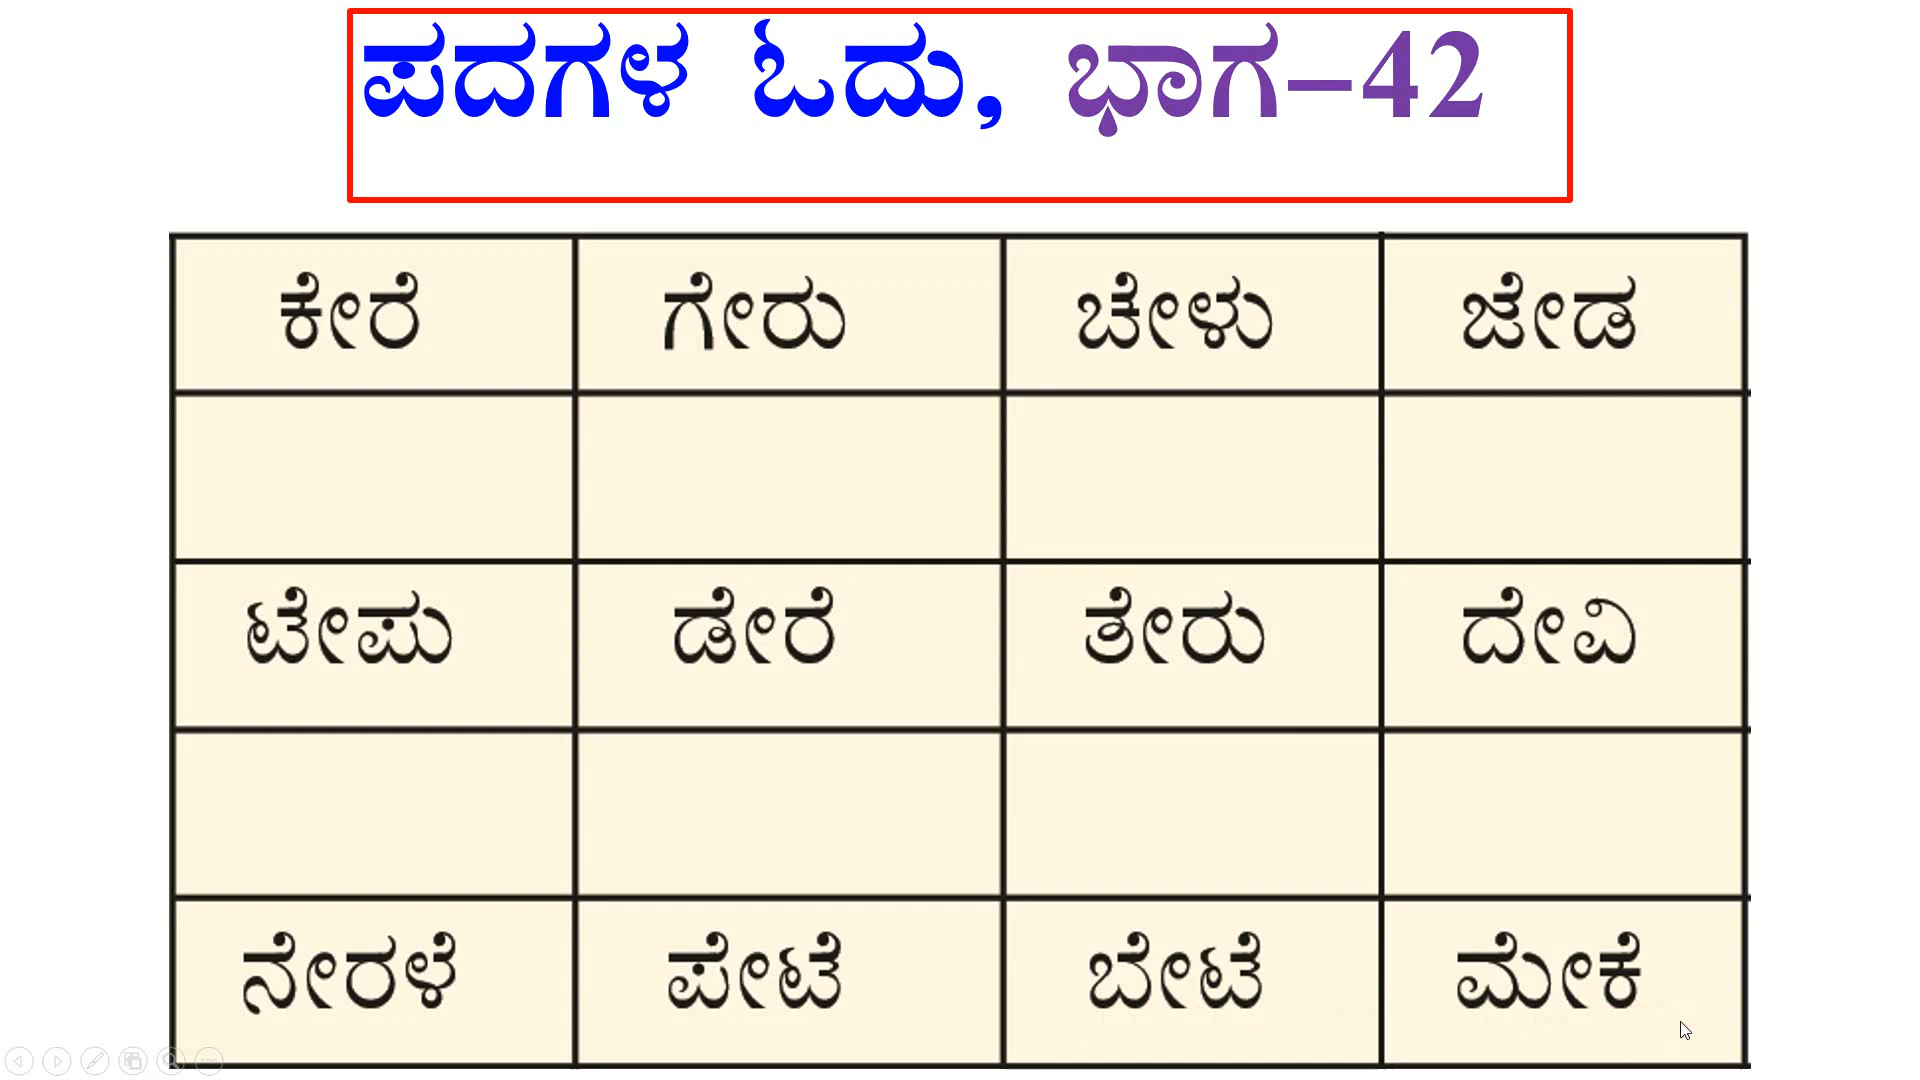 ಪದಗಳ ಓದು, ಭಾಗ-42
ಕೇರೆ ಗೇರು ಚೇಳು ಜೇಡ
ಟೇಪು ಡೇರೆ ತೇರು ದೇವಿ
ನೇರಳೆ ಪೇಟೆ ಬೇಟೆ ಮೇಕೆ